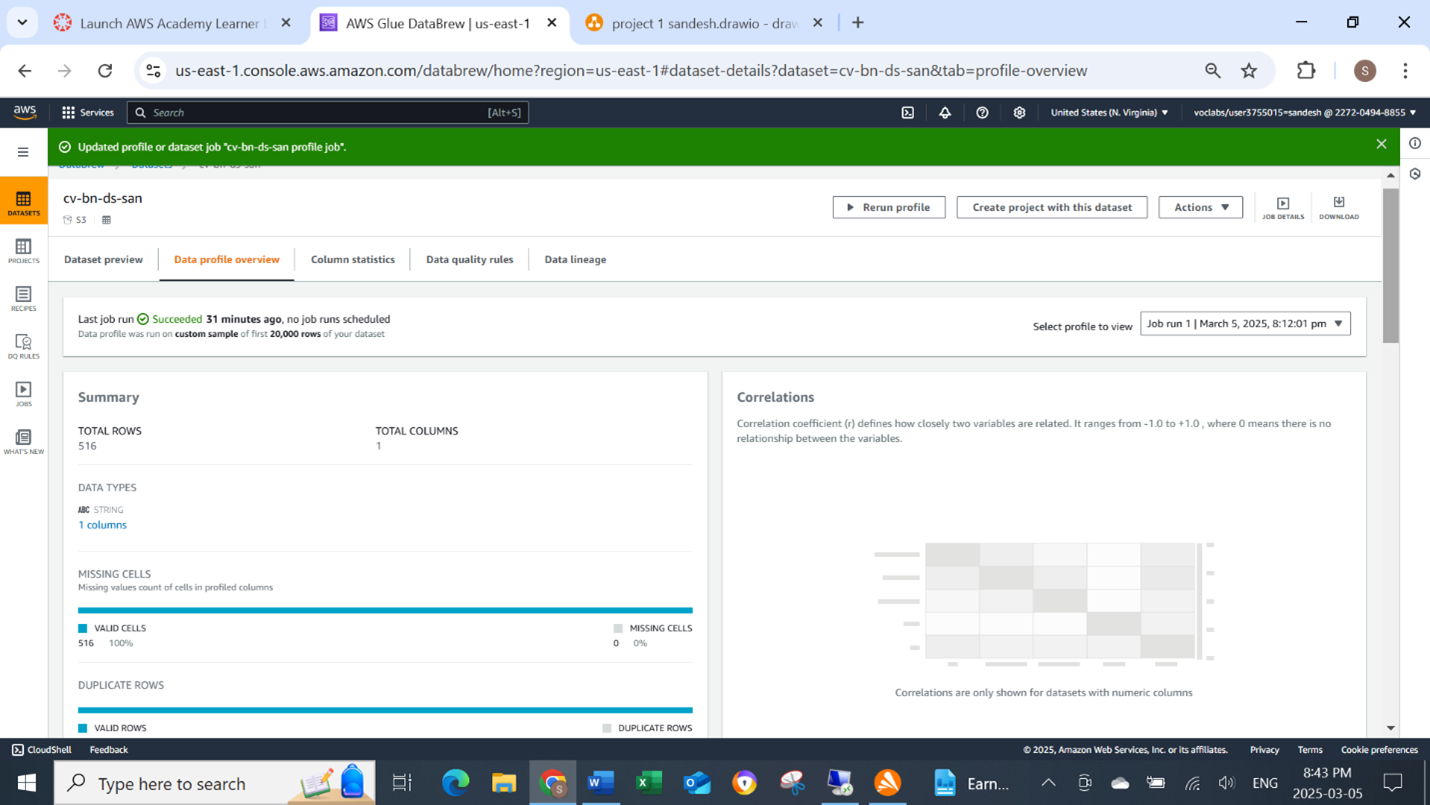 Launch AWS Academy Learner
AWS Glue DataBrew | us-east-1
project 1 sandesh.drawio - draw
us-east-1.console.aws.amazon.com/databrew/home?region=us-east-1#dataset-details?dataset=cv-bn-ds-san&tab=profile-overview
S
aws
Services
Search
[Alt+S]
United States (N. Virginia)
voclabs/user3755015=sandesh @ 2272-0494-8855
Updated profile or dataset job "cv-bn-ds-san profile job".
DataBrew
Datasets
cv-bn-ds-san
DATASETS
PROJECTS
RECIPES
DQ RULES
JOBS
WHAT'S NEW
cv-bn-ds-san
S3
Rerun profile
Create project with this dataset
Actions
JOB DETAILS
DOWNLOAD
Dataset preview
Data profile overview
Column statistics
Data quality rules
Data lineage
Last job run Succeeded 31 minutes ago, no job runs scheduled
Data profile was run on custom sample of first 20,000 rows of your dataset
Select profile to view
Job run 1 | March 5, 2025, 8:12:01 pm
Summary
TOTAL ROWS
516
TOTAL COLUMNS
1
DATA TYPES
ABC STRING
1 columns
MISSING CELLS
Missing values count of cells in profiled columns
VALID CELLS
516 100%
MISSING CELLS
0 0%
DUPLICATE ROWS
VALID ROWS
DUPLICATE ROWS
Correlations
Correlation coefficient (r) defines how closely two variables are related. It ranges from -1.0 to +1.0 , where 0 means there is no
relationship between the variables.
Correlations are only shown for datasets with numeric columns
CloudShell
Feedback
© 2025, Amazon Web Services, Inc. or its affiliates.
Privacy
Terms
Cookie preferences
Type here to search
Earn...
ENG
8:43 PM
2025-03-05